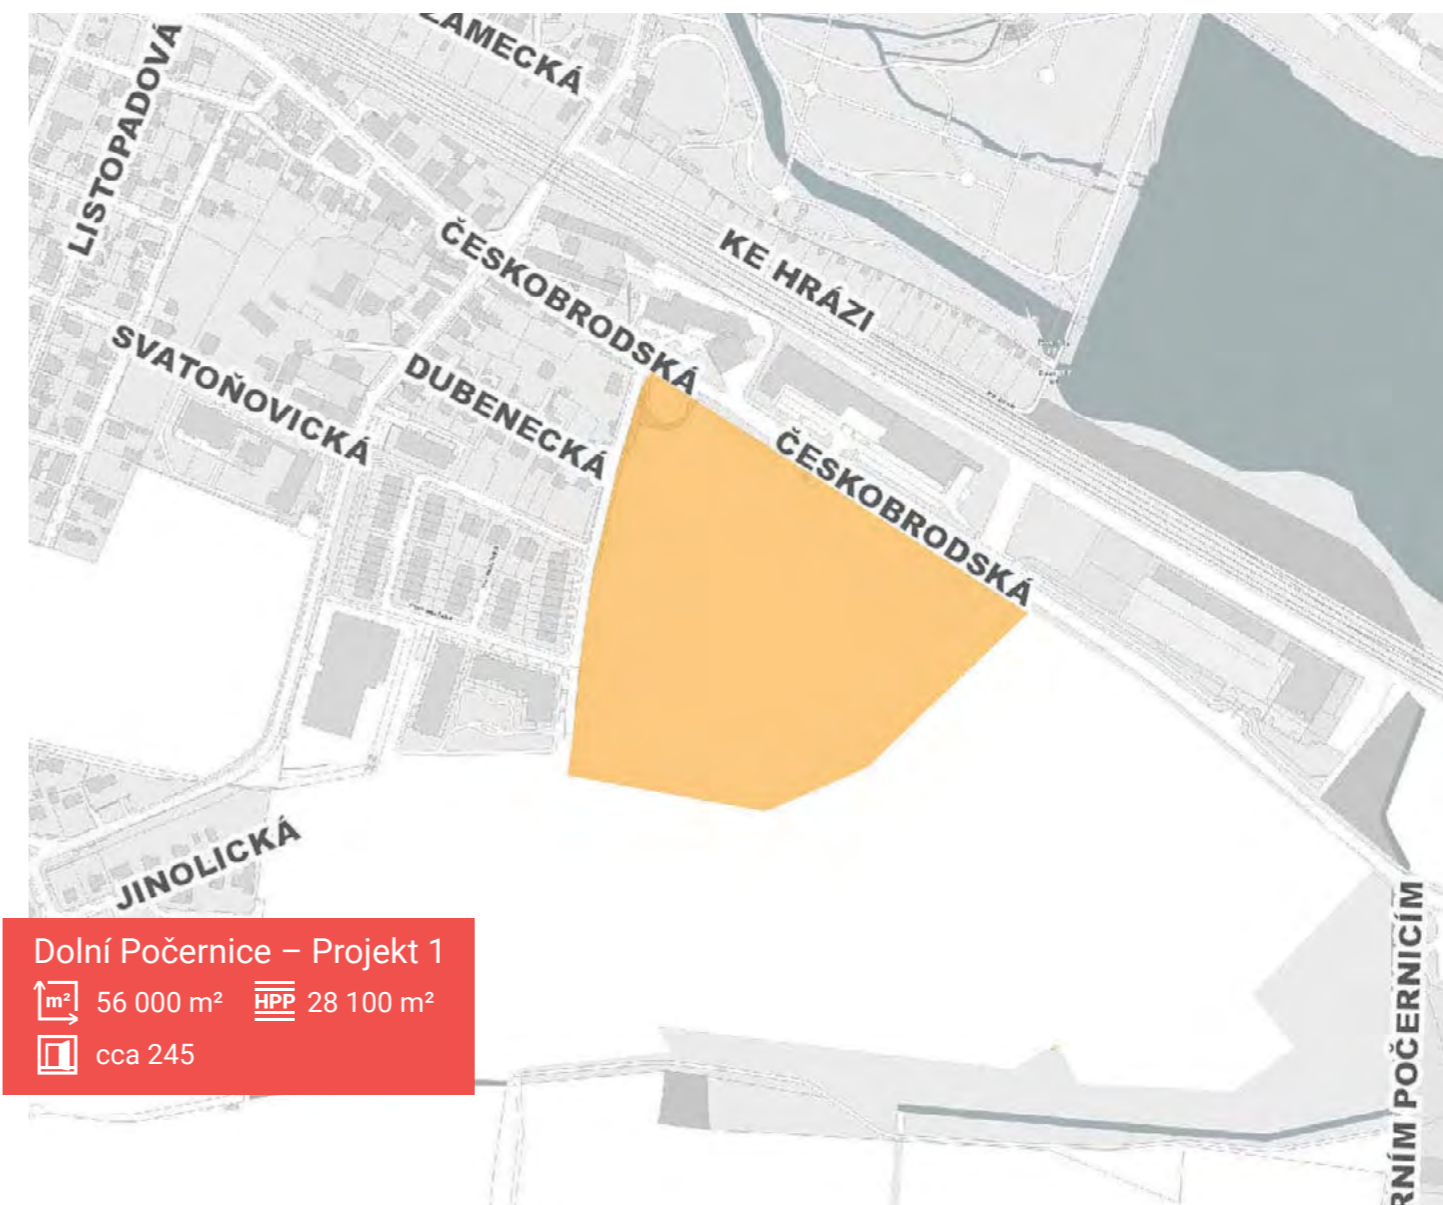 ZÁMECKÁ
LISTOPADOVÁ
ČESKOBRODSKÁ
KE HRÁZI
SVATOŇOVICKÁ
DUBENECKÁ
ČESKOBRODSKÁ
JINOLICKÁ
RNÍM POČERNICÍM
Dolní Počernice – Projekt 1
m² 56 000 m² HPP 28 100 m²
cca 245